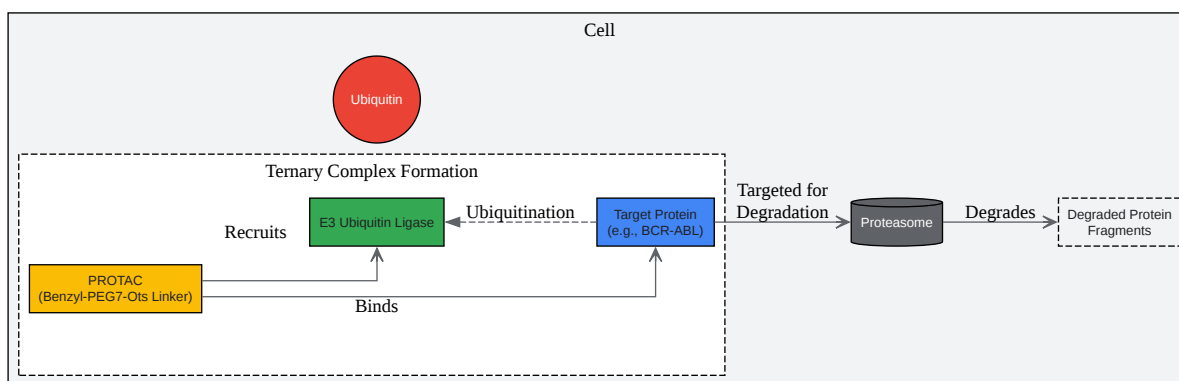 Cell
Ubiquitin
Ternary Complex Formation
E3 Ubiquitin Ligase
Ubiquitination
Target Protein
(e.g., BCR-ABL)
Targeted for
Degradation
Proteasome
Degrades
Degraded Protein
Fragments
Recruits
PROTAC
(Benzyl-PEG7-Ots Linker)
Binds